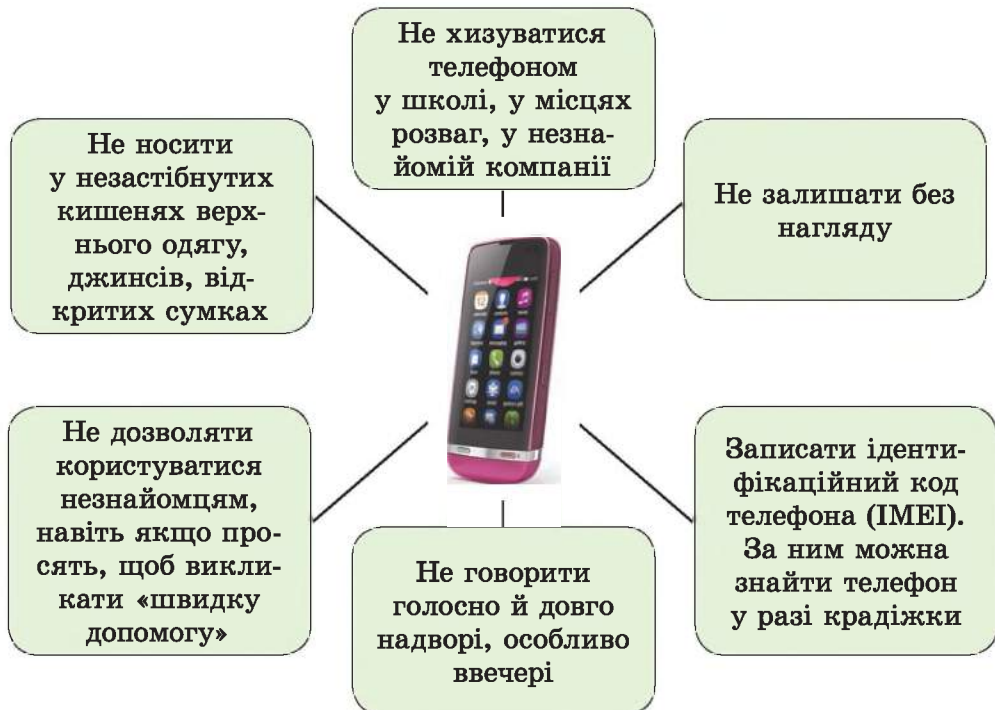 Не хизуватися
телефоном
у школі, у місцях
розваг, у незна-
йомій компанії
Не носити
у незастібнутих
кишенях верх-
нього одягу,
джинсів, від-
критих сумках
Не залишати без
нагляду
Не дозволяти
користуватися
незнайомцям,
навіть якщо про-
сять, щоб викли-
кати «швидку
допомогу»
Не говорити
голосно й довго
надворі, особливо
ввечері
Записати іденти-
фікаційний код
телефона (IMEI).
За ним можна
знайти телефон
у разі крадіжки